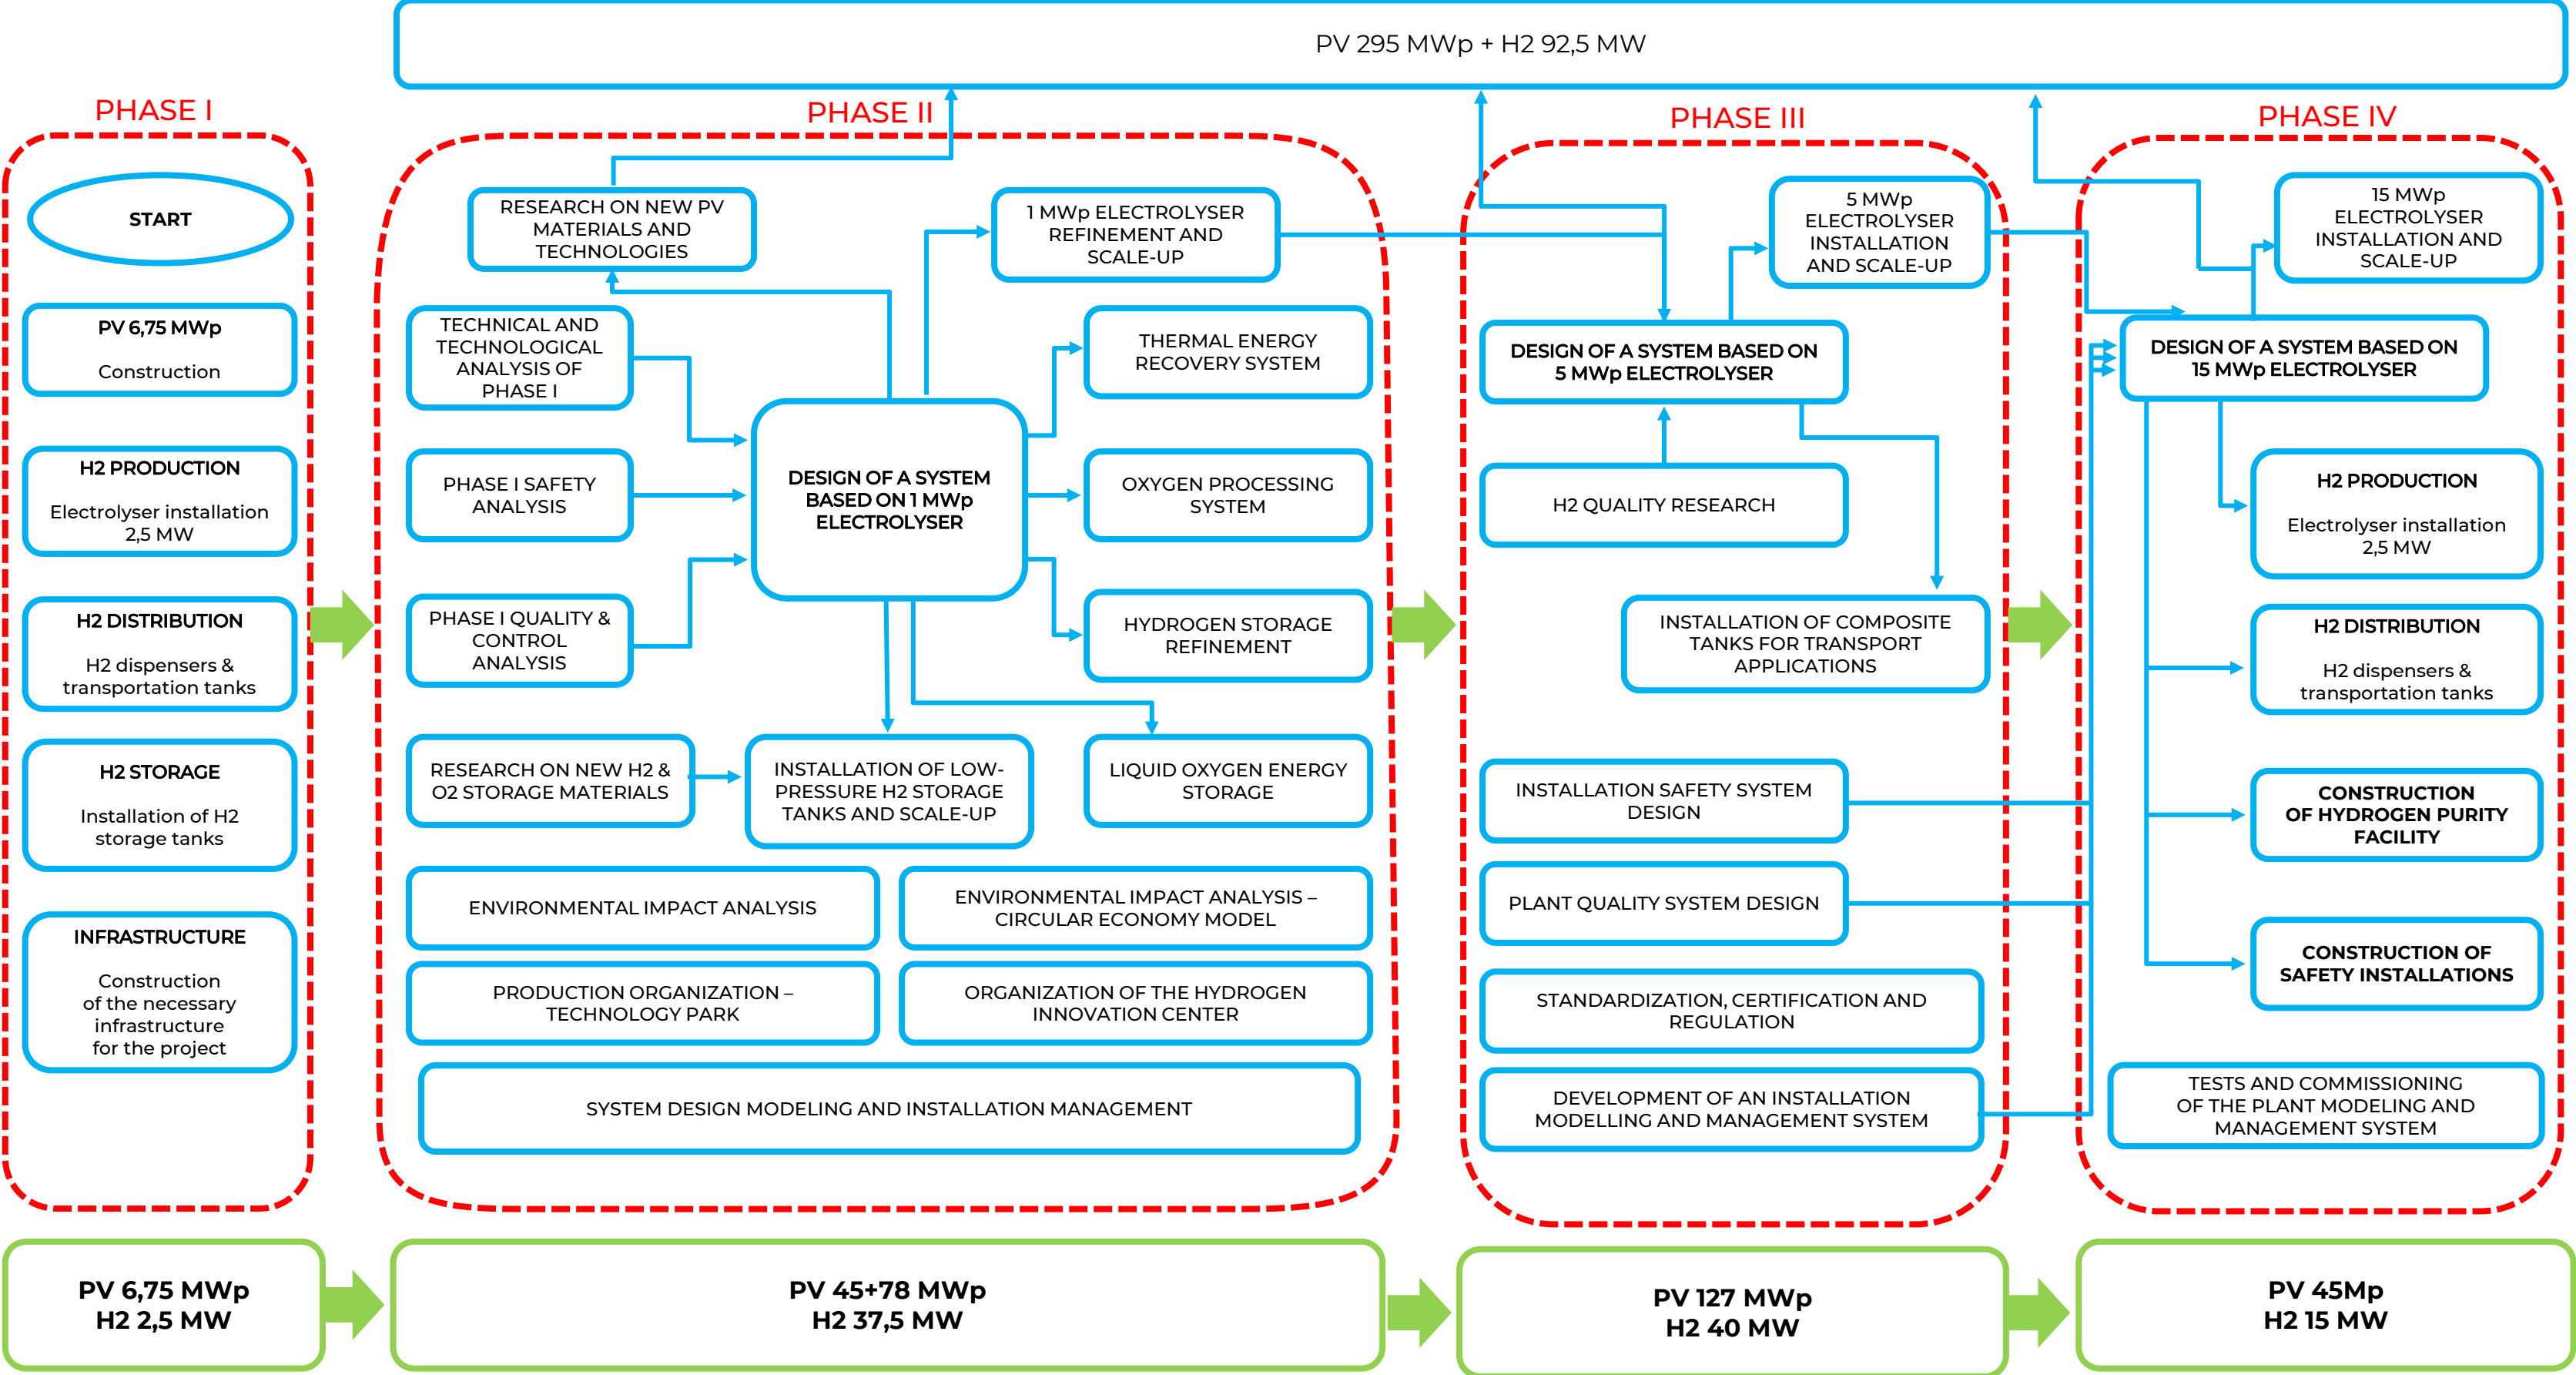 PV 295 MWp + H2 92,5 MW
PHASE I
START
PV 6,75 MWp
Construction
H2 PRODUCTION
Electrolyser installation
2,5 MW
H2 DISTRIBUTION
H2 dispensers &
transportation tanks
H2 STORAGE
Installation of H2
storage tanks
INFRASTRUCTURE
Construction
of the necessary
infrastructure
for the project
PHASE II
RESEARCH ON NEW PV
MATERIALS AND
TECHNOLOGIES
1 MWp ELECTROLYSER
REFINEMENT AND
SCALE-UP
TECHNICAL AND
TECHNOLOGICAL
ANALYSIS OF
PHASE I
THERMAL ENERGY
RECOVERY SYSTEM
PHASE I SAFETY
ANALYSIS
DESIGN OF A SYSTEM
BASED ON 1 MWp
ELECTROLYSER
OXYGEN PROCESSING
SYSTEM
PHASE I QUALITY &
CONTROL
ANALYSIS
HYDROGEN STORAGE
REFINEMENT
RESEARCH ON NEW H2 &
O2 STORAGE MATERIALS
INSTALLATION OF LOW-
PRESSURE H2 STORAGE
TANKS AND SCALE-UP
LIQUID OXYGEN ENERGY
STORAGE
ENVIRONMENTAL IMPACT ANALYSIS
ENVIRONMENTAL IMPACT ANALYSIS –
CIRCULAR ECONOMY MODEL
PRODUCTION ORGANIZATION –
TECHNOLOGY PARK
ORGANIZATION OF THE HYDROGEN
INNOVATION CENTER
SYSTEM DESIGN MODELING AND INSTALLATION MANAGEMENT
PHASE III
5 MWp
ELECTROLYSER
INSTALLATION
AND SCALE-UP
DESIGN OF A SYSTEM BASED ON
5 MWp ELECTROLYSER
H2 QUALITY RESEARCH
INSTALLATION OF COMPOSITE
TANKS FOR TRANSPORT
APPLICATIONS
INSTALLATION SAFETY SYSTEM
DESIGN
PLANT QUALITY SYSTEM DESIGN
STANDARDIZATION, CERTIFICATION AND
REGULATION
DEVELOPMENT OF AN INSTALLATION
MODELLING AND MANAGEMENT SYSTEM
PHASE IV
15 MWp
ELECTROLYSER
INSTALLATION AND
SCALE-UP
DESIGN OF A SYSTEM BASED ON
15 MWp ELECTROLYSER
H2 PRODUCTION
Electrolyser installation
2,5 MW
H2 DISTRIBUTION
H2 dispensers &
transportation tanks
CONSTRUCTION
OF HYDROGEN PURITY
FACILITY
CONSTRUCTION OF
SAFETY INSTALLATIONS
TESTS AND COMMISSIONING
OF THE PLANT MODELING AND
MANAGEMENT SYSTEM
PV 6,75 MWp
H2 2,5 MW
PV 45+78 MWp
H2 37,5 MW
PV 127 MWp
H2 40 MW
PV 45Mp
H2 15 MW